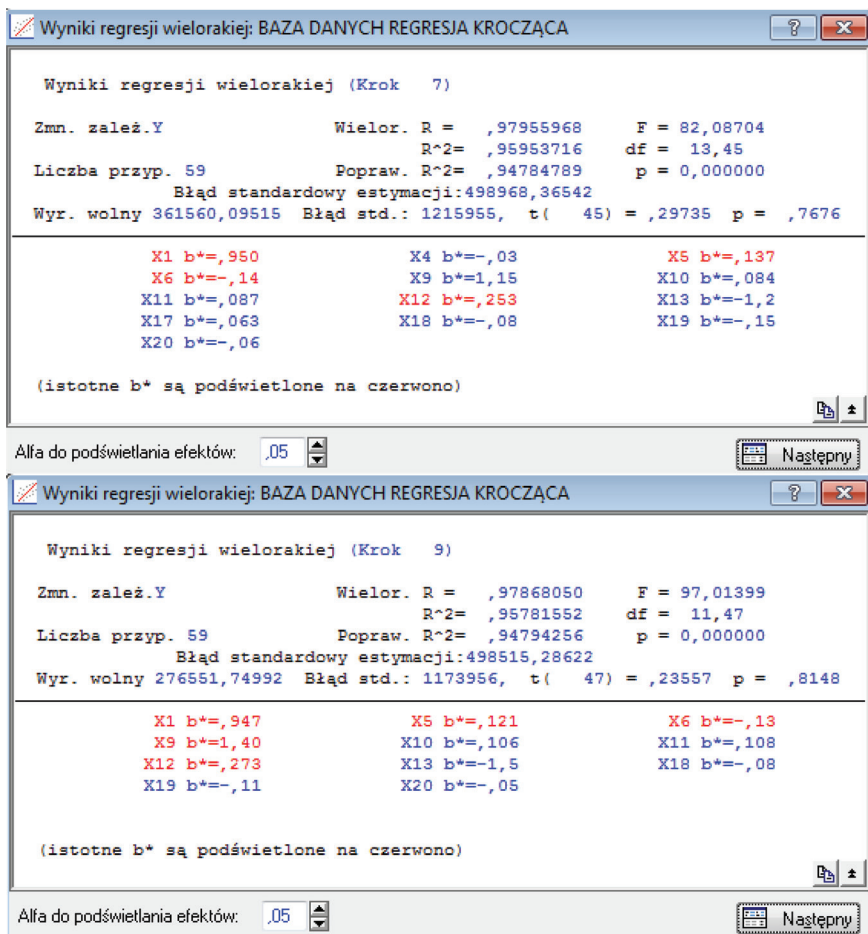 Wyniki regresji wielorakiej: BAZA DANYCH REGRESJA KROCZĄCA
Wyniki regresji wielorakiej (Krok 7)
Zmn. zależ.Y Wielor. R = ,97955968 F = 82,08704
R^2= ,95953716 df = 13,45
Liczba przyp. 59 Popraw. R^2= ,94784789 p = 0,000000
Błąd standardowy estymacji:498968,36542
Wyr. wolny 361560,09515 Błąd std.: 1215955, t( 45) = ,29735 p = ,7676
X1 b*=,950 X4 b*=-,03 X5 b*=,137
X6 b*=-,14 X9 b*=1,15 X10 b*=,084
X11 b*=,087 X12 b*=,253 X13 b*=-1,2
X17 b*=,063 X18 b*=-,08 X19 b*=-,15
X20 b*=-,06
(istotne b* są podświetlone na czerwono)
Alfa do podświetlania efektów: ,05 Następny
Wyniki regresji wielorakiej: BAZA DANYCH REGRESJA KROCZĄCA
Wyniki regresji wielorakiej (Krok 9)
Zmn. zależ.Y Wielor. R = ,97868050 F = 97,01399
R^2= ,95781552 df = 11,47
Liczba przyp. 59 Popraw. R^2= ,94794256 p = 0,000000
Błąd standardowy estymacji:498515,28622
Wyr. wolny 276551,74992 Błąd std.: 1173956, t( 47) = ,23557 p = ,8148
X1 b*=,947 X5 b*=,121 X6 b*=-,13
X9 b*=1,40 X10 b*=,106 X11 b*=,108
X12 b*=,273 X13 b*=-1,5 X18 b*=-,08
X19 b*=-,11 X20 b*=-,05
(istotne b* są podświetlone na czerwono)
Alfa do podświetlania efektów: ,05 Następny